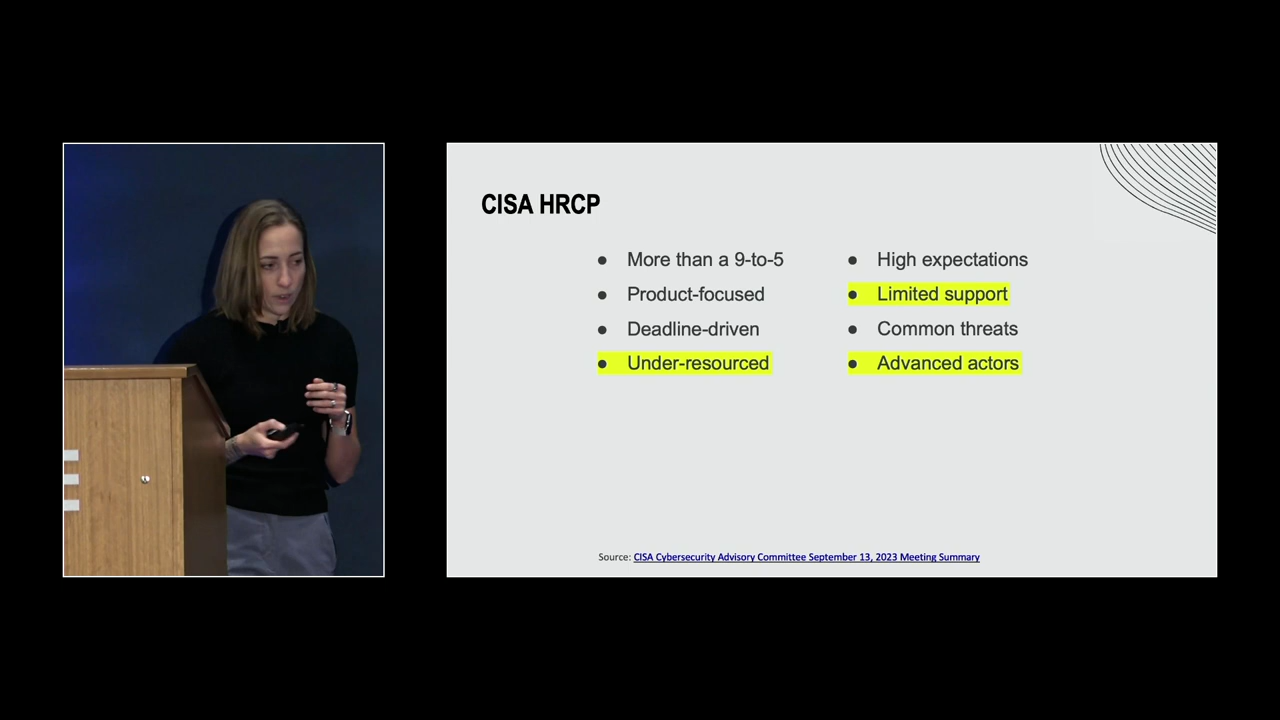 CISA HRCP
● More than a 9-to-5
● Product-focused
● Deadline-driven
● Under-resourced
● High expectations
● Limited support
● Common threats
● Advanced actors
Source: CISA Cybersecurity Advisory Committee September 13, 2023 Meeting Summary